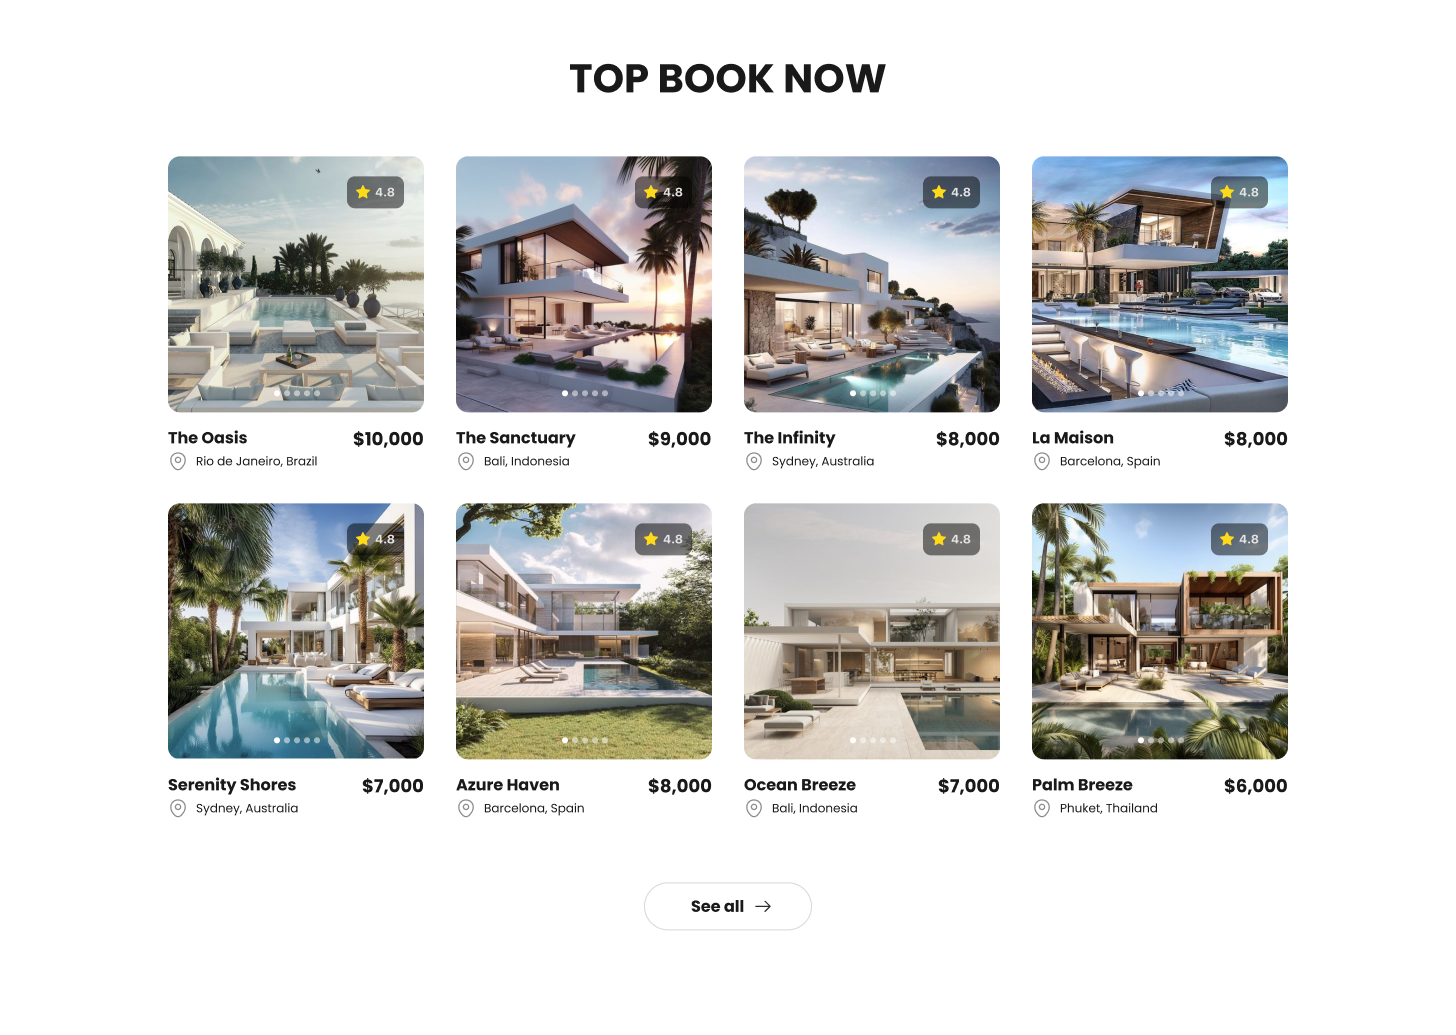 TOP BOOK NOW
4.8
4.8
4.8
4.8
The Oasis $10,000
Rio de Janeiro, Brazil
The Sanctuary $9,000
Bali, Indonesia
The Infinity $8,000
Sydney, Australia
La Maison $8,000
Barcelona, Spain
4.8
4.8
4.8
4.8
Serenity Shores $7,000
Sydney, Australia
Azure Haven $8,000
Barcelona, Spain
Ocean Breeze $7,000
Bali, Indonesia
Palm Breeze $6,000
Phuket, Thailand
See all →